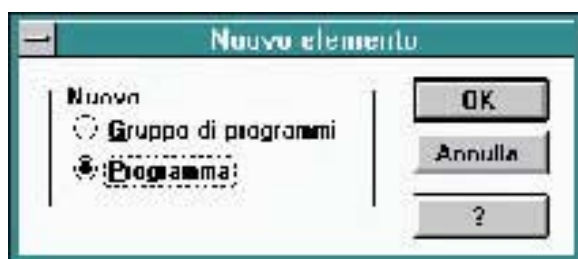 Nuovo elemento
Nuovo
Gruppo di programmi
Programma
OK
Annulla
?